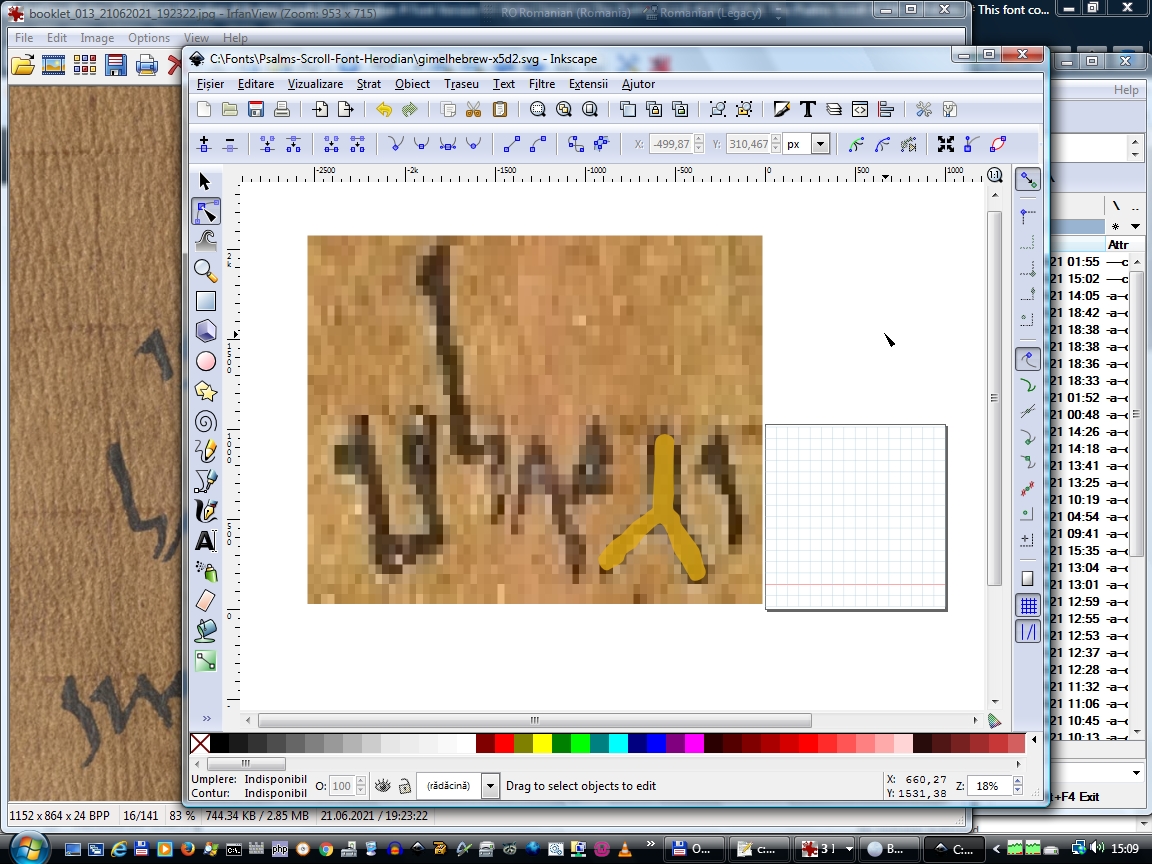 booklet_013_21062021_192322.jpg - IrfanView (Zoom: 953 x 715)
RO Romanian (Romania)
Romanian (Legacy)
This font co...
File Edit Image Options View Help
C:\Fonts\Psalms-Scroll-Font-Herodian\gimelhebrew-x5d2.svg - Inkscape
Help
Fișier Editare Vizualizare Strat Obiect Traseu Text Filtre Extensii Ajutor
X: -499,87 Y: 310,467 px
-2500 -2k -1500 -1000 -500 0 500 1000
1:1
\ ..
*
Attr
21 01:55 —c
21 15:02 —c
21 14:05 -a-c
21 18:42 -a-c
21 18:38 -a-c
21 18:38 -a-c
21 18:36 -a-c
21 18:33 -a-c
21 01:52 -a-c
21 00:48 -a-c
21 14:26 -a-c
21 14:18 -a-c
21 13:41 -a-c
21 13:25 -a-c
21 10:19 -a-c
21 04:54 -a-c
21 09:41 -a-c
21 15:35 -a-c
21 13:04 -a-c
21 13:01 -a-c
21 12:59 -a-c
21 12:55 -a-c
21 12:53 -a-c
21 12:37 -a-c
21 12:28 -a-c
21 11:32 -a-c
21 11:06 -a-c
21 10:45 -a-c
21 10:13 -a-c
2k
1500
1000
500
0
Umplere: Indisponibil
Contur: Indisponibil
O: 100
(rădăcină)
Drag to select objects to edit
X: 660,27
Y: 1531,38
Z: 18%
+F4 Exit
1152 x 864 x 24 BPP 16/141 83 % 744.34 KB / 2.85 MB 21.06.2021 / 19:23:22
php
O... c:... 3 I B... C:... 15:09